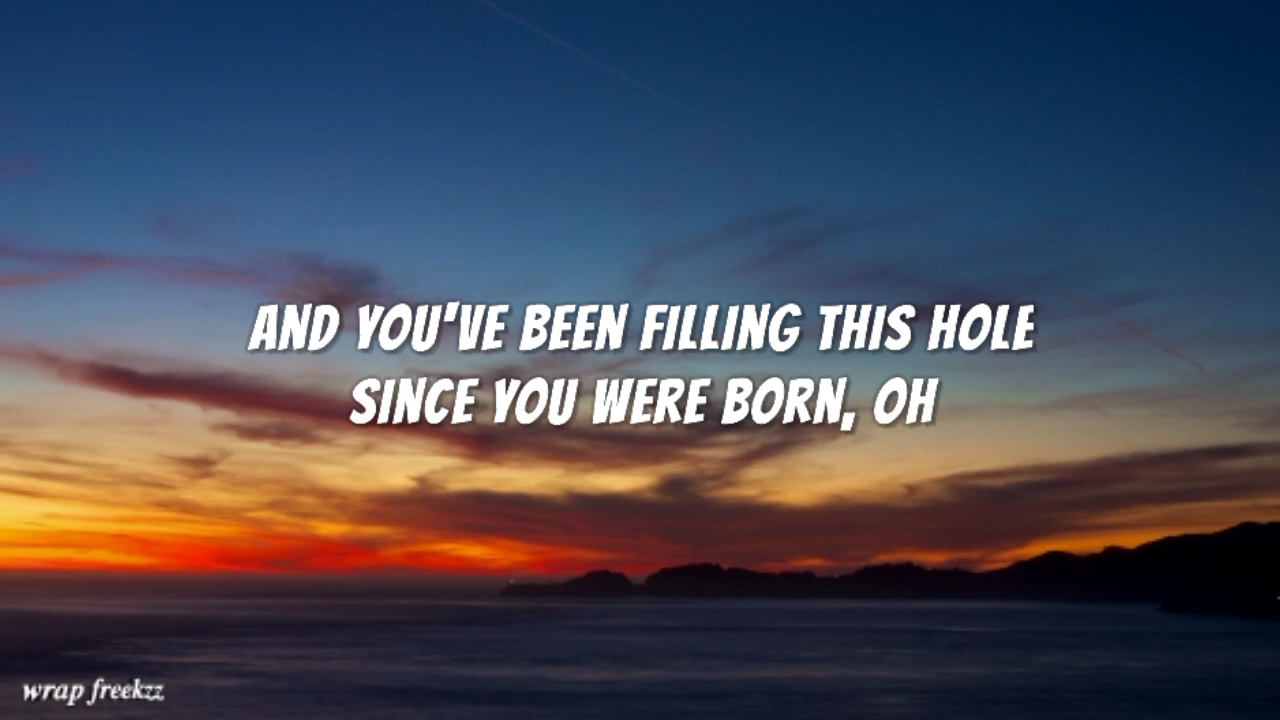 AND YOU'VE BEEN FILLING THIS HOLE
SINCE YOU WERE BORN, OH
wrap freekzz